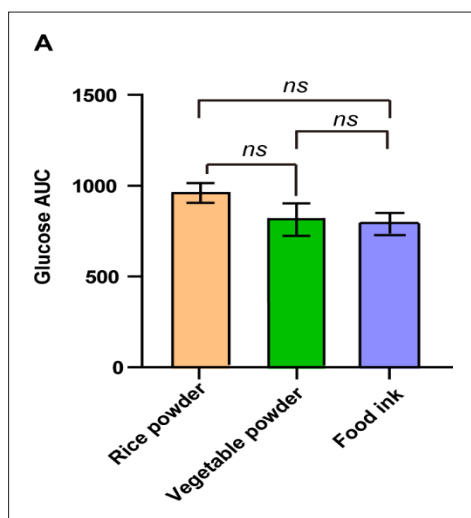 A
ns
ns
ns
1500
1000
500
0
Glucose AUC
Rice powder
Vegetable powder
Food ink